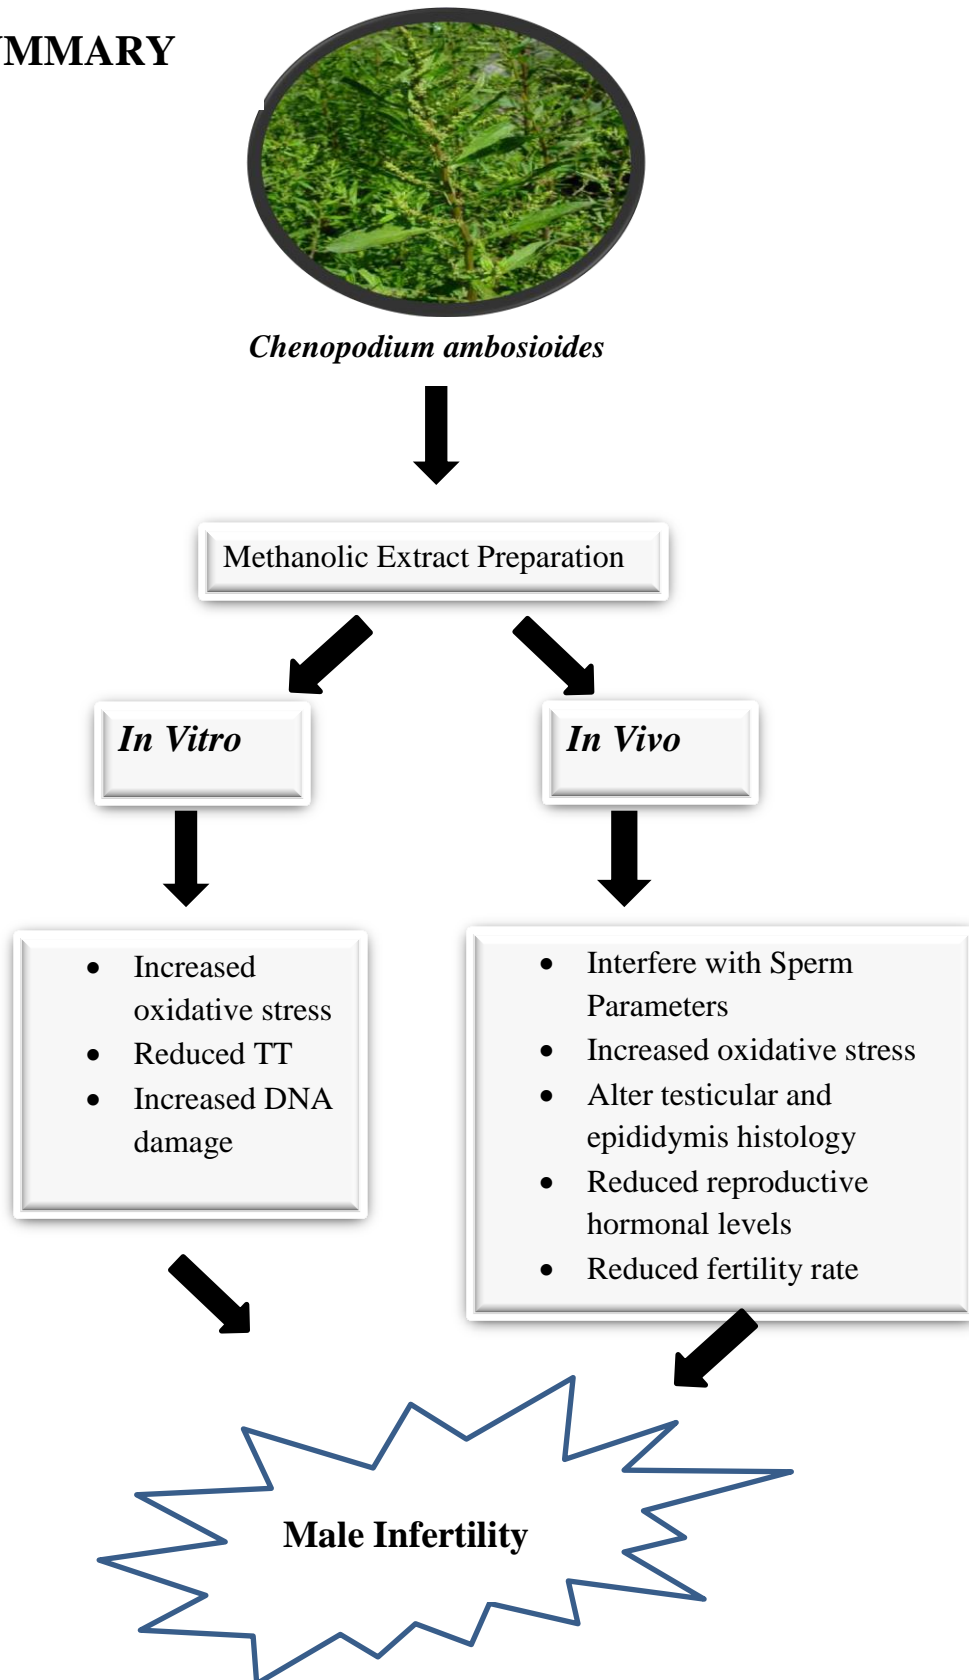 UMMARY
Chenopodium ambosioides
Methanolic Extract Preparation
In Vitro
In Vivo
• Increased
oxidative stress
• Reduced TT
• Increased DNA
damage
• Interfere with Sperm
Parameters
• Increased oxidative stress
• Alter testicular and
epididymis histology
• Reduced reproductive
hormonal levels
• Reduced fertility rate
Male Infertility